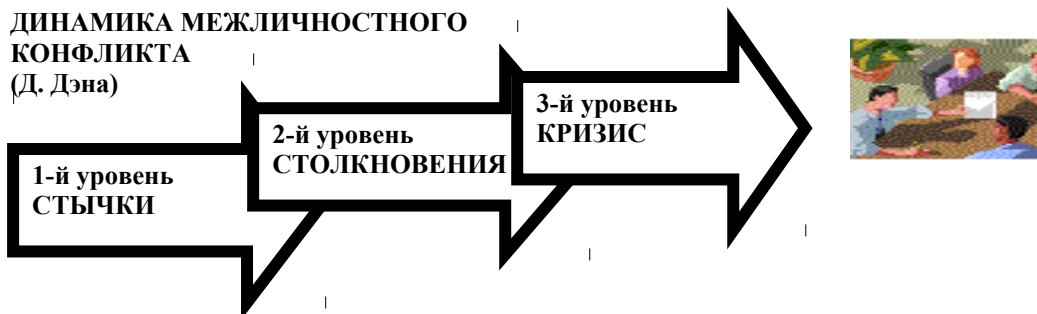 ДИНАМИКА МЕЖЛИЧНОСТНОГО
КОНФЛИКТА
(Д. Дэна)
1-й уровень
СТЫЧКИ
2-й уровень
СТОЛКНОВЕНИЯ
3-й уровень
КРИЗИС